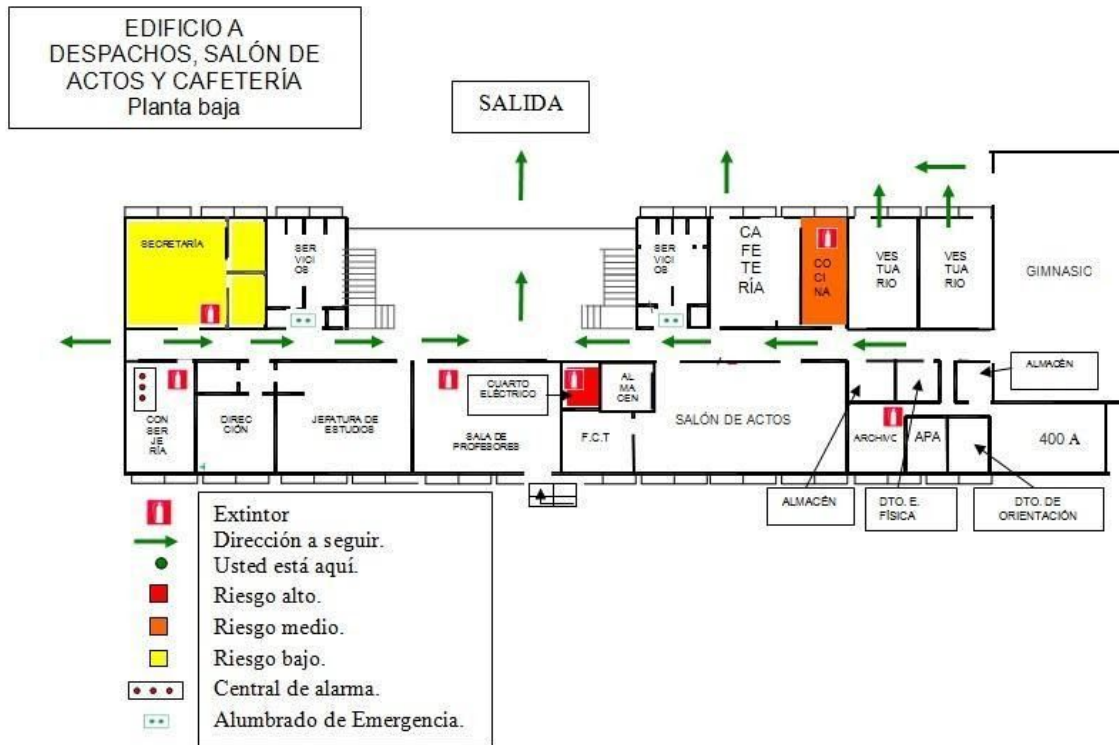 EDIFICIO A
DESPACHOS, SALÓN DE
ACTOS Y CAFETERÍA
Planta baja
SALIDA
SECRETARÍA
SER
VICI
OS
SER
VICI
OS
CA
FE
TE
RÍA
CO
CI
NA
VES
TUA
RIO
VES
TUA
RIO
GIMNASIC
CON
SER
JE
RÍA
DIREC
CIÓN
JEPATURA DE
ESTUDIOS
SALA DE
PROFESORES
CUARTO
ELÉCTRICO
AL
MA
CEN
F.C.T
SALÓN DE ACTOS
ALMACÉN
ARCHIVO
APA
400 A
ALMACÉN
DTO. E.
FÍSICA
DTO. DE
ORIENTACIÓN
Extintor
Dirección a seguir.
Usted está aquí.
Riesgo alto.
Riesgo medio.
Riesgo bajo.
Central de alarma.
Alumbrado de Emergencia.